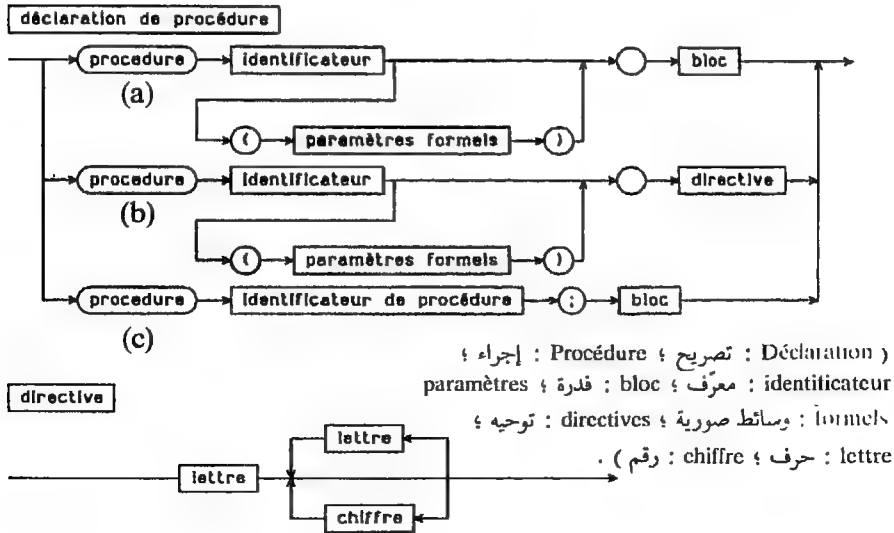 déclaration de procédure
procedure identificateur bloc
(a)
( paramètres formels )
procedure identificateur directive
(b)
( paramètres formels )
procedure identificateur de procédure ; bloc
(c)
( Déclaration : تصريح ؛ Procédure : إجراء ؛
identificateur : معرّف ؛ bloc : قدرة ؛ paramètres
formels : وسائط صورية ؛ directives : توجيه ؛
lettre : حرف ؛ chiffre : رقم ) .
directive
lettre
lettre
chiffre